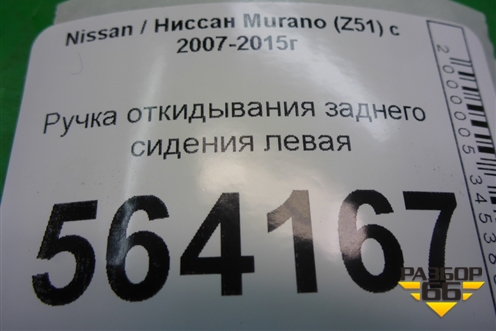 Nissan / Ниссан Murano (Z51) с
2007-2015г
Ручка откидывания заднего
сидения левая
564167
РАЗБОР
66